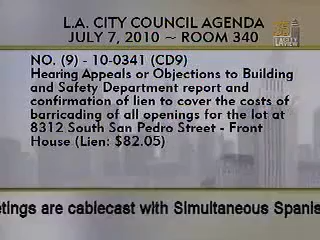 L.A. CITY COUNCIL AGENDA
JULY 7, 2010 ~ ROOM 340
NO. (9) - 10-0341 (CD9)
Hearing Appeals or Objections to Building
and Safety Department report and
confirmation of lien to cover the costs of
barricading of all openings for the lot at
8312 South San Pedro Street - Front
House (Lien: $82.05)
etings are cablecast with Simultaneous Spanis